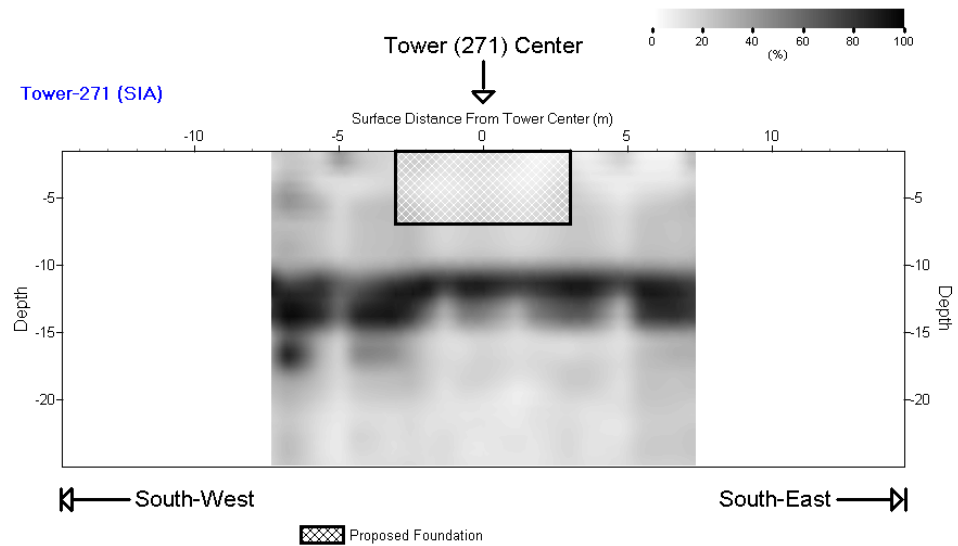 0 20 40 60 80 100
(%)
Tower (271) Center
Tower-271 (SIA)
Surface Distance From Tower Center (m)
-10 -5 0 5 10
-5 -5
-10 -10
Depth Depth
-15 -15
-20 -20
South-West South-East
Proposed Foundation